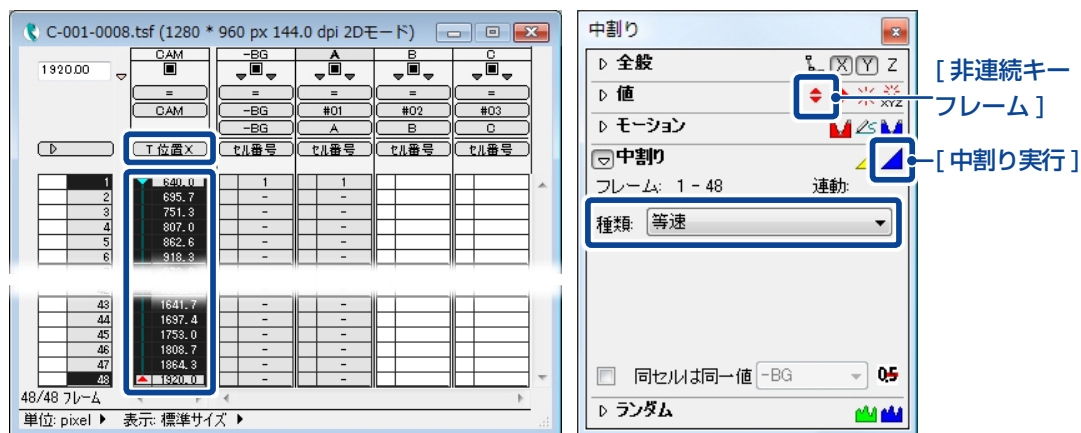 C-001-0008.tsf (1280 * 960 px 144.0 dpi 2Dモード)
CAM -BG A B C
1920.00
= = = = =
CAM -BG #01 #02 #03
-BG A B C
T 位置X セル番号 セル番号 セル番号 セル番号
1 640.0 1 1
2 695.7 - -
3 751.3 - -
4 807.0 - -
5 862.6 - -
6 918.3 - -
43 1641.7 - -
44 1697.4 - -
45 1753.0 - -
46 1808.7 - -
47 1864.3 - -
48 1920.0 - -
48/48 フレーム
単位: pixel 表示: 標準サイズ
中割り
全般 X Y Z
値 XYZ
モーション
中割り
フレーム: 1 - 48 連動:
種類: 等速
同セルは同一値 -BG 0.5
ランダム
[ 非連続キー
フレーム ]
[ 中割り実行 ]